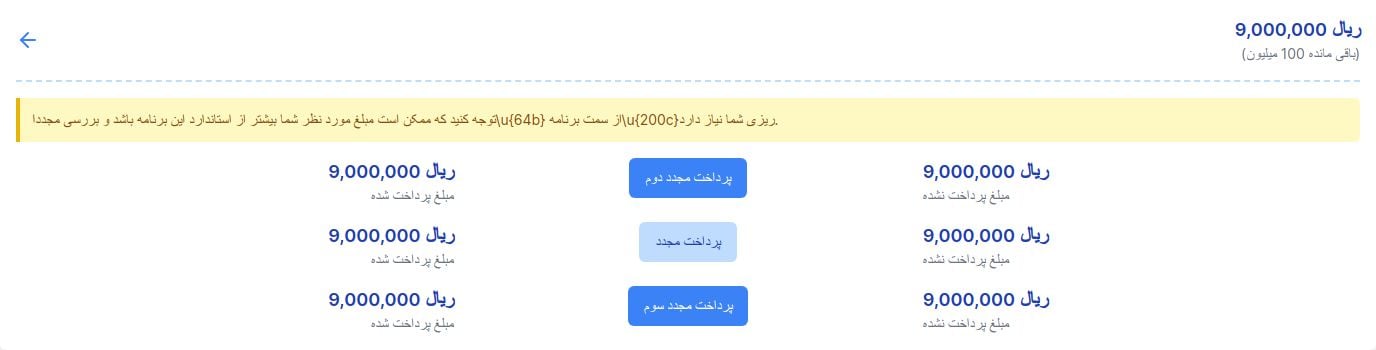 ریال 9,000,000
(باقی مانده 100 میلیون)
توجه کنید که ممکن است مبلغ مورد نظر شما بیشتر از استاندارد این برنامه باشد و بررسی مجددا\u{64b} از سمت برنامه\u{200c}ریزی شما نیاز دارد.
ریال 9,000,000
مبلغ پرداخت نشده
پرداخت مجدد دوم
ریال 9,000,000
مبلغ پرداخت شده
ریال 9,000,000
مبلغ پرداخت نشده
پرداخت مجدد
ریال 9,000,000
مبلغ پرداخت شده
ریال 9,000,000
مبلغ پرداخت نشده
پرداخت مجدد سوم
ریال 9,000,000
مبلغ پرداخت شده